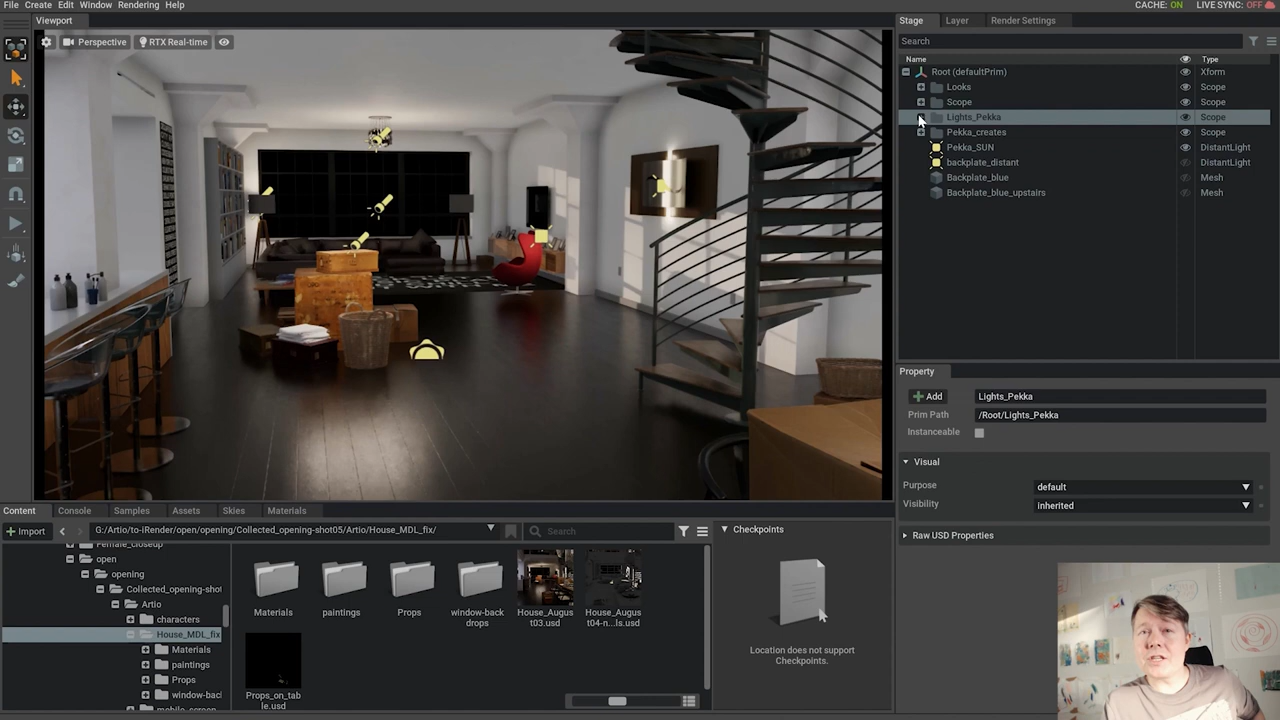 File Create Edit Window Rendering Help
CACHE: ON LIVE SYNC: OFF
Viewport
Perspective RTX Real-time
Stage Layer Render Settings
Search
Name Type
Root (defaultPrim) Xform
Looks Scope
Scope Scope
Lights_Pekka Scope
Pekka_creates Scope
Pekka_SUN DistantLight
backplate_distant DistantLight
Backplate_blue Mesh
Backplate_blue_upstairs Mesh
Property
Add Lights_Pekka
Prim Path /Root/Lights_Pekka
Instanceable
Visual
Purpose default
Visibility inherited
Raw USD Properties
Content Console Samples Assets Skies Materials
Import G:/Artio/to-iRender/open/opening/Collected_opening-shot05/Artio/House_MDL_fix/ Search
Checkpoints
Female_closeup
open
opening
Collected_opening-shot
Artio
characters
House_MDL_fix
Materials
paintings
Props
window-back
Materials paintings Props window-back drops House_August03.usd House_August04-n...ls.usd
Props_on_table.usd
Location does not support
Checkpoints.